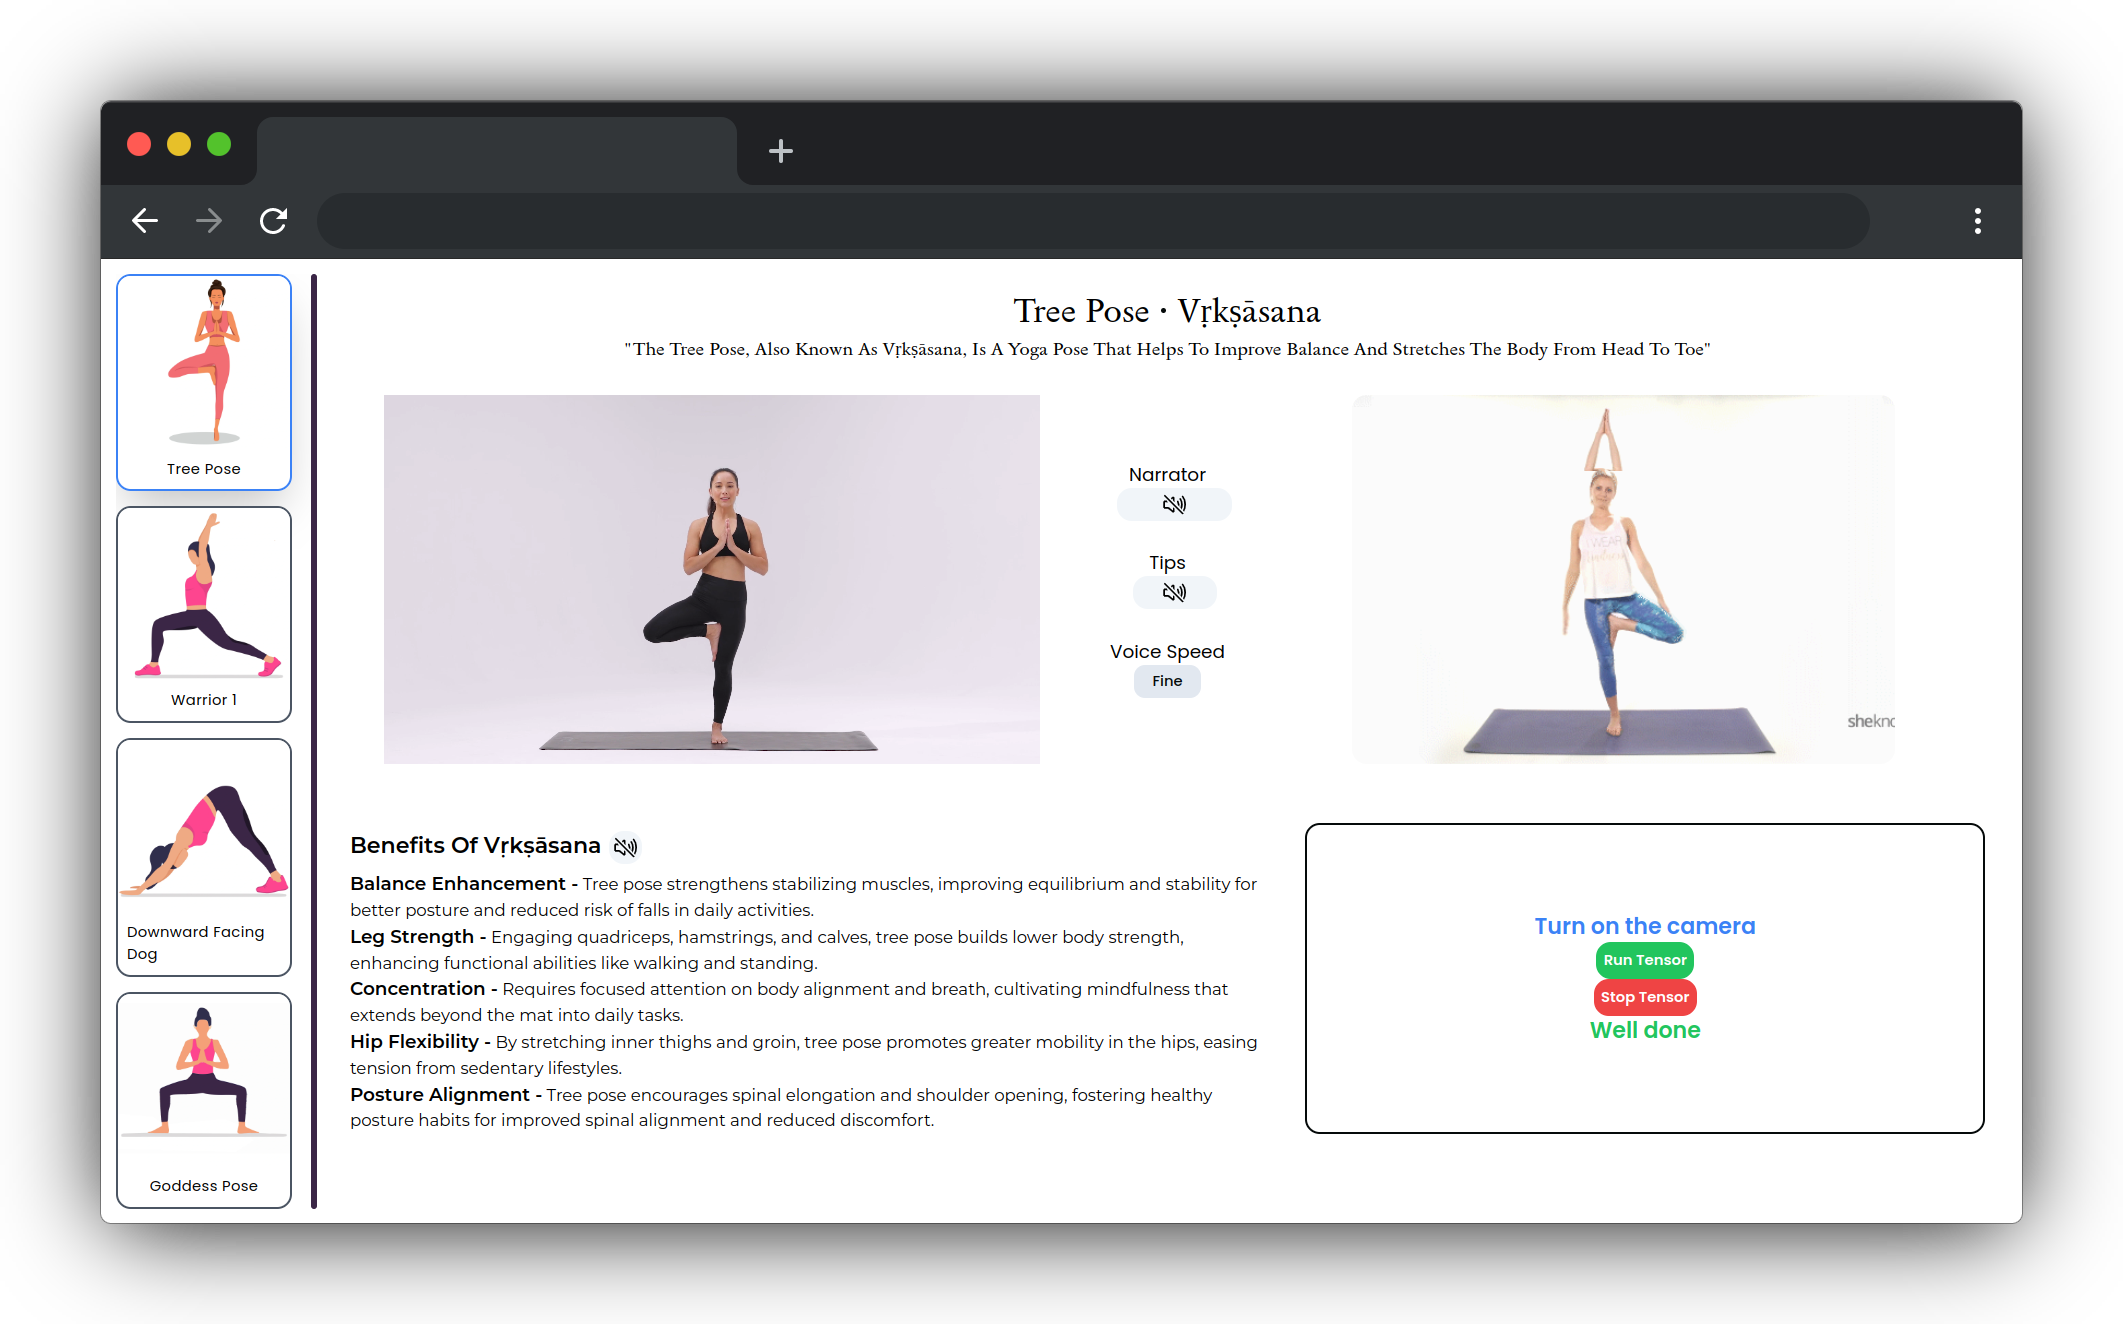 Tree Pose
Warrior 1
Downward Facing
Dog
Goddess Pose
Tree Pose · Vṛkṣāsana
"The Tree Pose, Also Known As Vṛkṣāsana, Is A Yoga Pose That Helps To Improve Balance And Stretches The Body From Head To Toe"
Narrator
Tips
Voice Speed
Fine
WEAR
shekno
Benefits Of Vṛkṣāsana
Balance Enhancement - Tree pose strengthens stabilizing muscles, improving equilibrium and stability for
better posture and reduced risk of falls in daily activities.
Leg Strength - Engaging quadriceps, hamstrings, and calves, tree pose builds lower body strength,
enhancing functional abilities like walking and standing.
Concentration - Requires focused attention on body alignment and breath, cultivating mindfulness that
extends beyond the mat into daily tasks.
Hip Flexibility - By stretching inner thighs and groin, tree pose promotes greater mobility in the hips, easing
tension from sedentary lifestyles.
Posture Alignment - Tree pose encourages spinal elongation and shoulder opening, fostering healthy
posture habits for improved spinal alignment and reduced discomfort.
Turn on the camera
Run Tensor
Stop Tensor
Well done